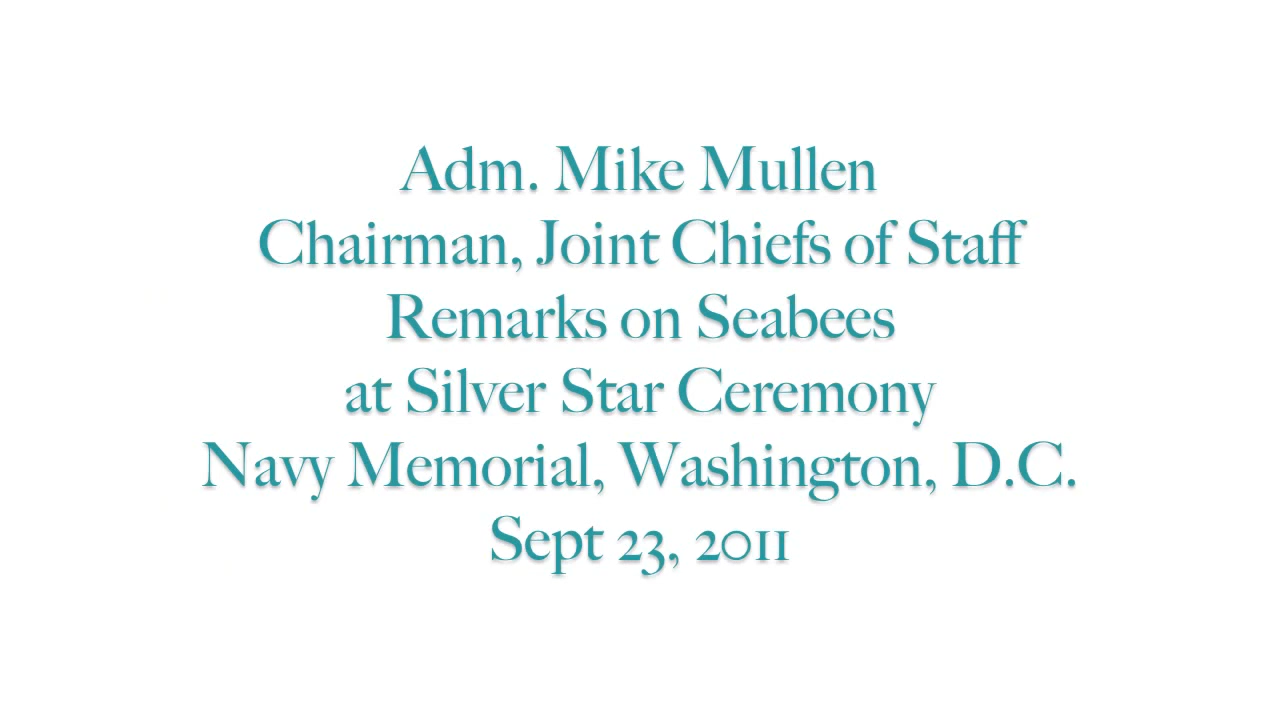 Adm. Mike Mullen
Chairman, Joint Chiefs of Staff
Remarks on Seabees
at Silver Star Ceremony
Navy Memorial, Washington, D.C.
Sept 23, 2011